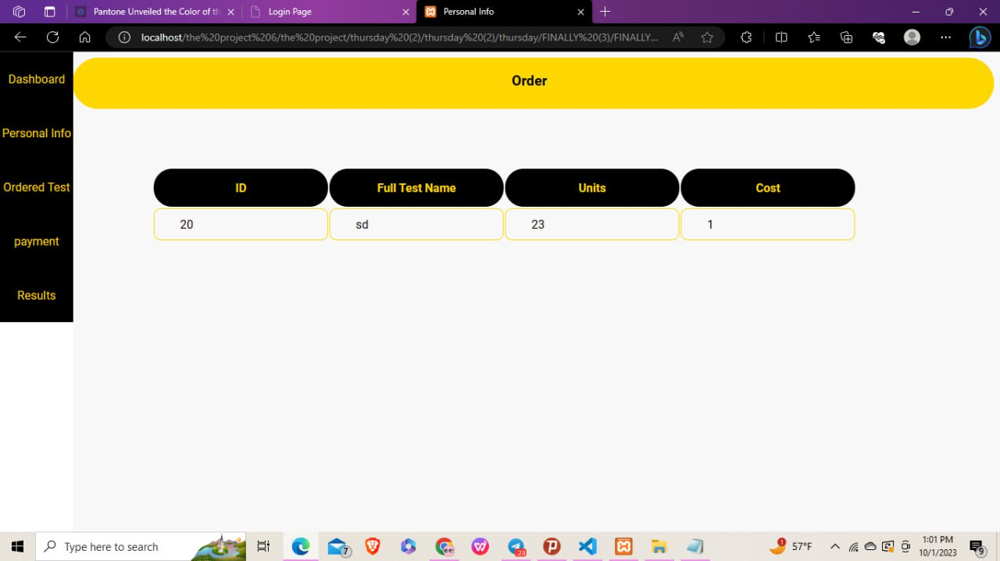 Pantone Unveiled the Color of th
Login Page
Personal Info
localhost/the%20project%206/the%20project/thursday%20(2)/thursday%20(2)/thursday/FINALLY%20(3)/FINALLY...
Dashboard
Personal Info
Ordered Test
payment
Results
Order
ID Full Test Name Units Cost
20 sd 23 1
Type here to search
7
23
1
57°F
1:01 PM
10/1/2023
9